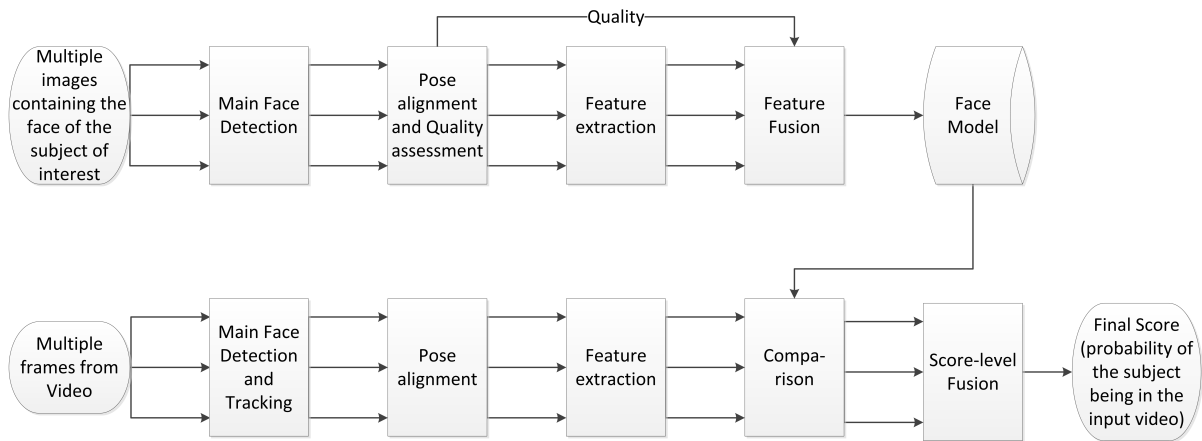 Quality
Multiple
images
containing the
face of the
subject of
interest
Main Face
Detection
Pose
alignment
and Quality
assessment
Feature
extraction
Feature
Fusion
Face
Model
Multiple
frames from
Video
Main Face
Detection
and
Tracking
Pose
alignment
Feature
extraction
Compa-
rison
Score-level
Fusion
Final Score
(probability of
the subject
being in the
input video)